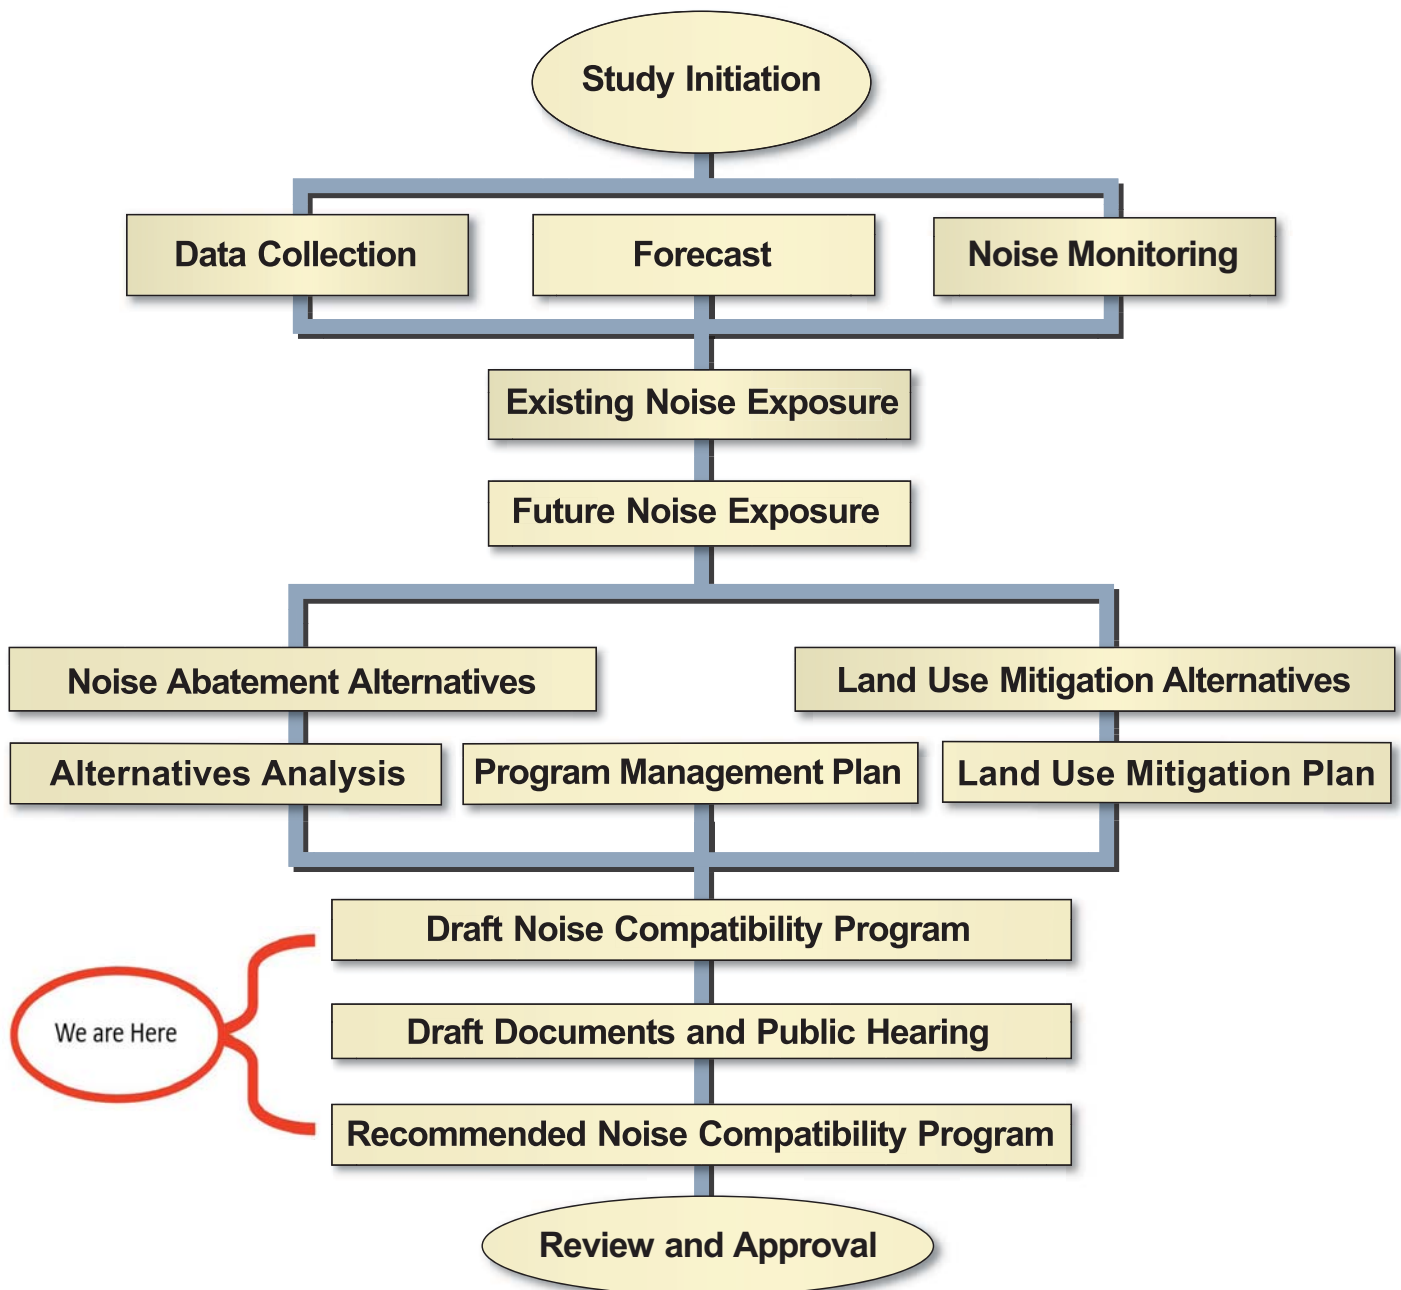 Study Initiation
Data Collection
Forecast
Noise Monitoring
Existing Noise Exposure
Future Noise Exposure
Noise Abatement Alternatives
Land Use Mitigation Alternatives
Alternatives Analysis
Program Management Plan
Land Use Mitigation Plan
Draft Noise Compatibility Program
We are Here
Draft Documents and Public Hearing
Recommended Noise Compatibility Program
Review and Approval